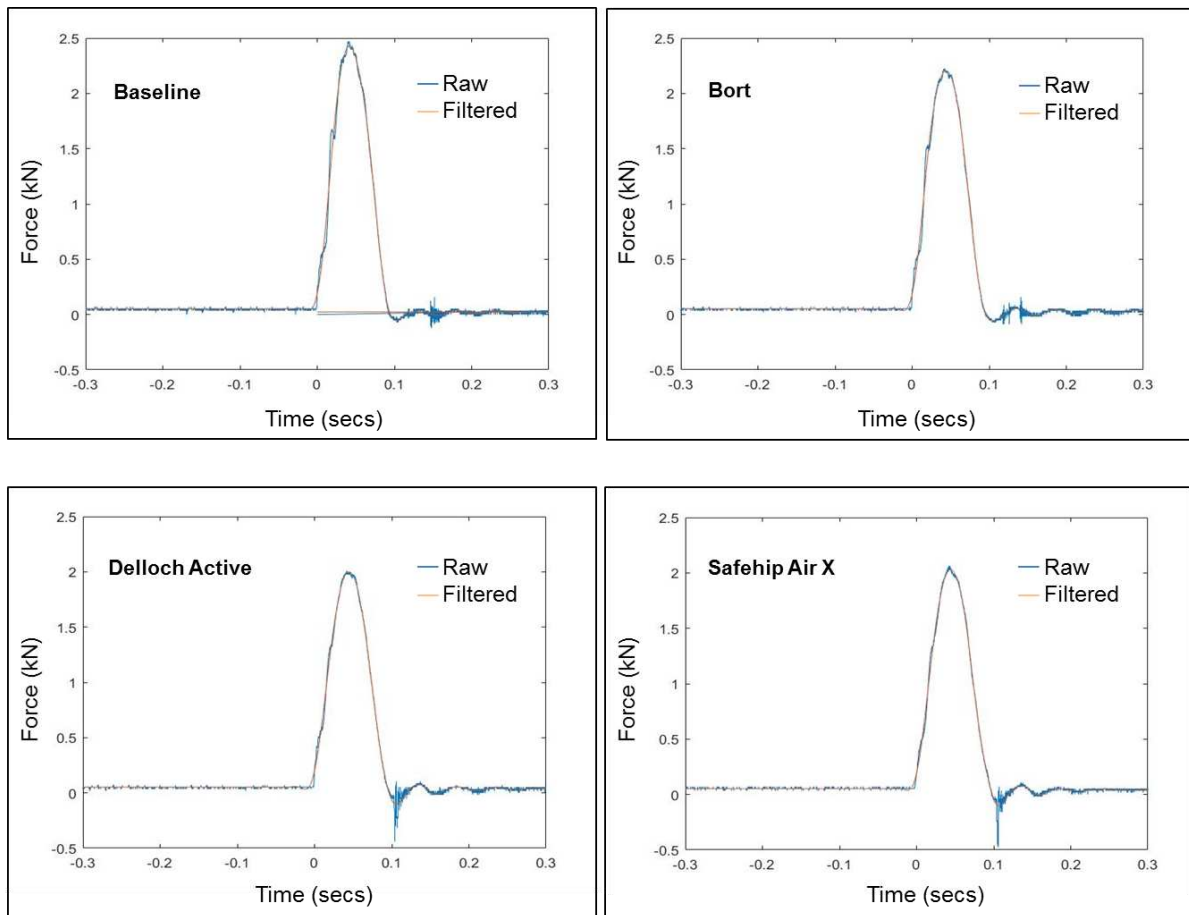 2.5
2
1.5
1
0.5
0
-0.5
Force (kN)
Baseline
Raw
Filtered
-0.3
-0.2
-0.1
0
0.1
0.2
0.3
Time (secs)
2.5
2
1.5
1
0.5
0
-0.5
Force (kN)
Bort
Raw
Filtered
-0.3
-0.2
-0.1
0
0.1
0.2
0.3
Time (secs)
2.5
2
1.5
1
0.5
0
-0.5
Force (kN)
Delloch Active
Raw
Filtered
-0.3
-0.2
-0.1
0
0.1
0.2
0.3
Time (secs)
2.5
2
1.5
1
0.5
0
-0.5
Force (kN)
Safehip Air X
Raw
Filtered
-0.3
-0.2
-0.1
0
0.1
0.2
0.3
Time (secs)